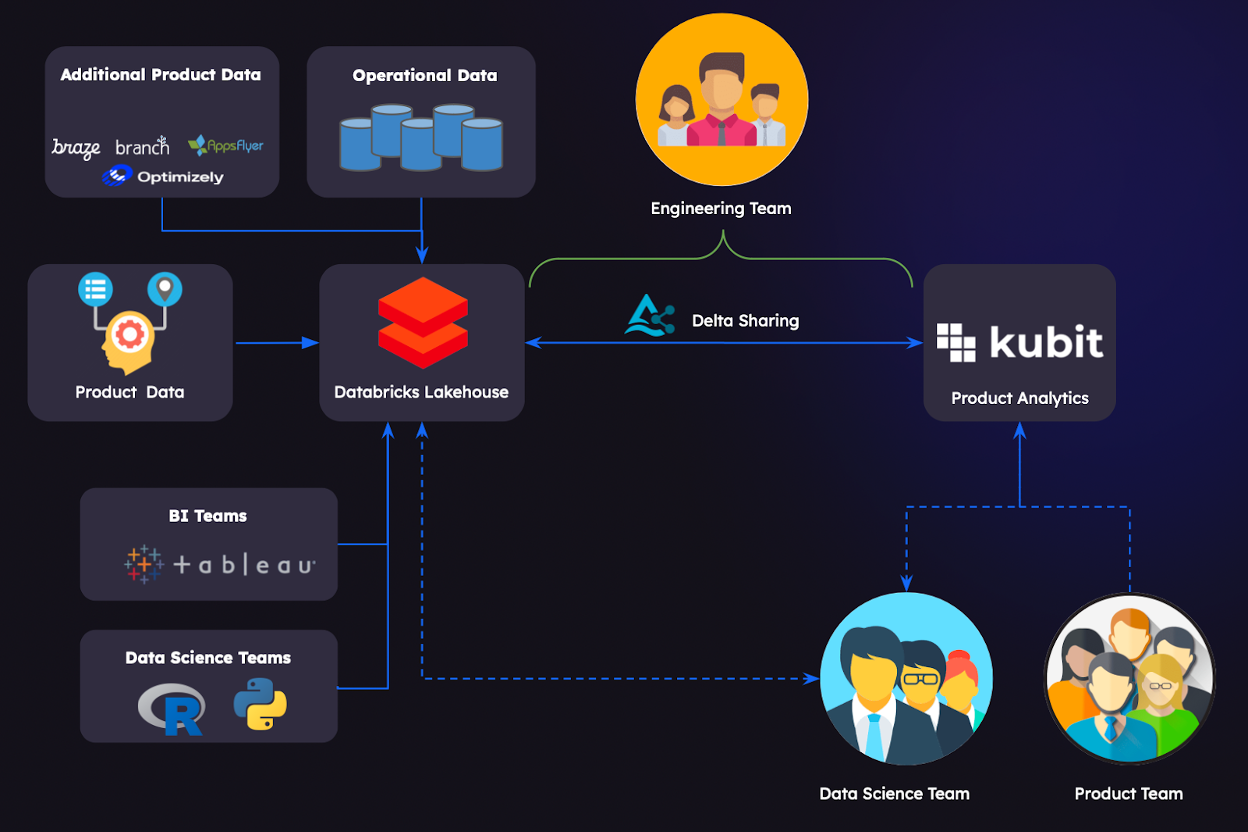 Additional Product Data
braze
branch
AppsFlyer
Optimizely
Operational Data
Engineering Team
Product Data
Databricks Lakehouse
Delta Sharing
kubit
Product Analytics
BI Teams
+ableau
Data Science Teams
R
Data Science Team
Product Team